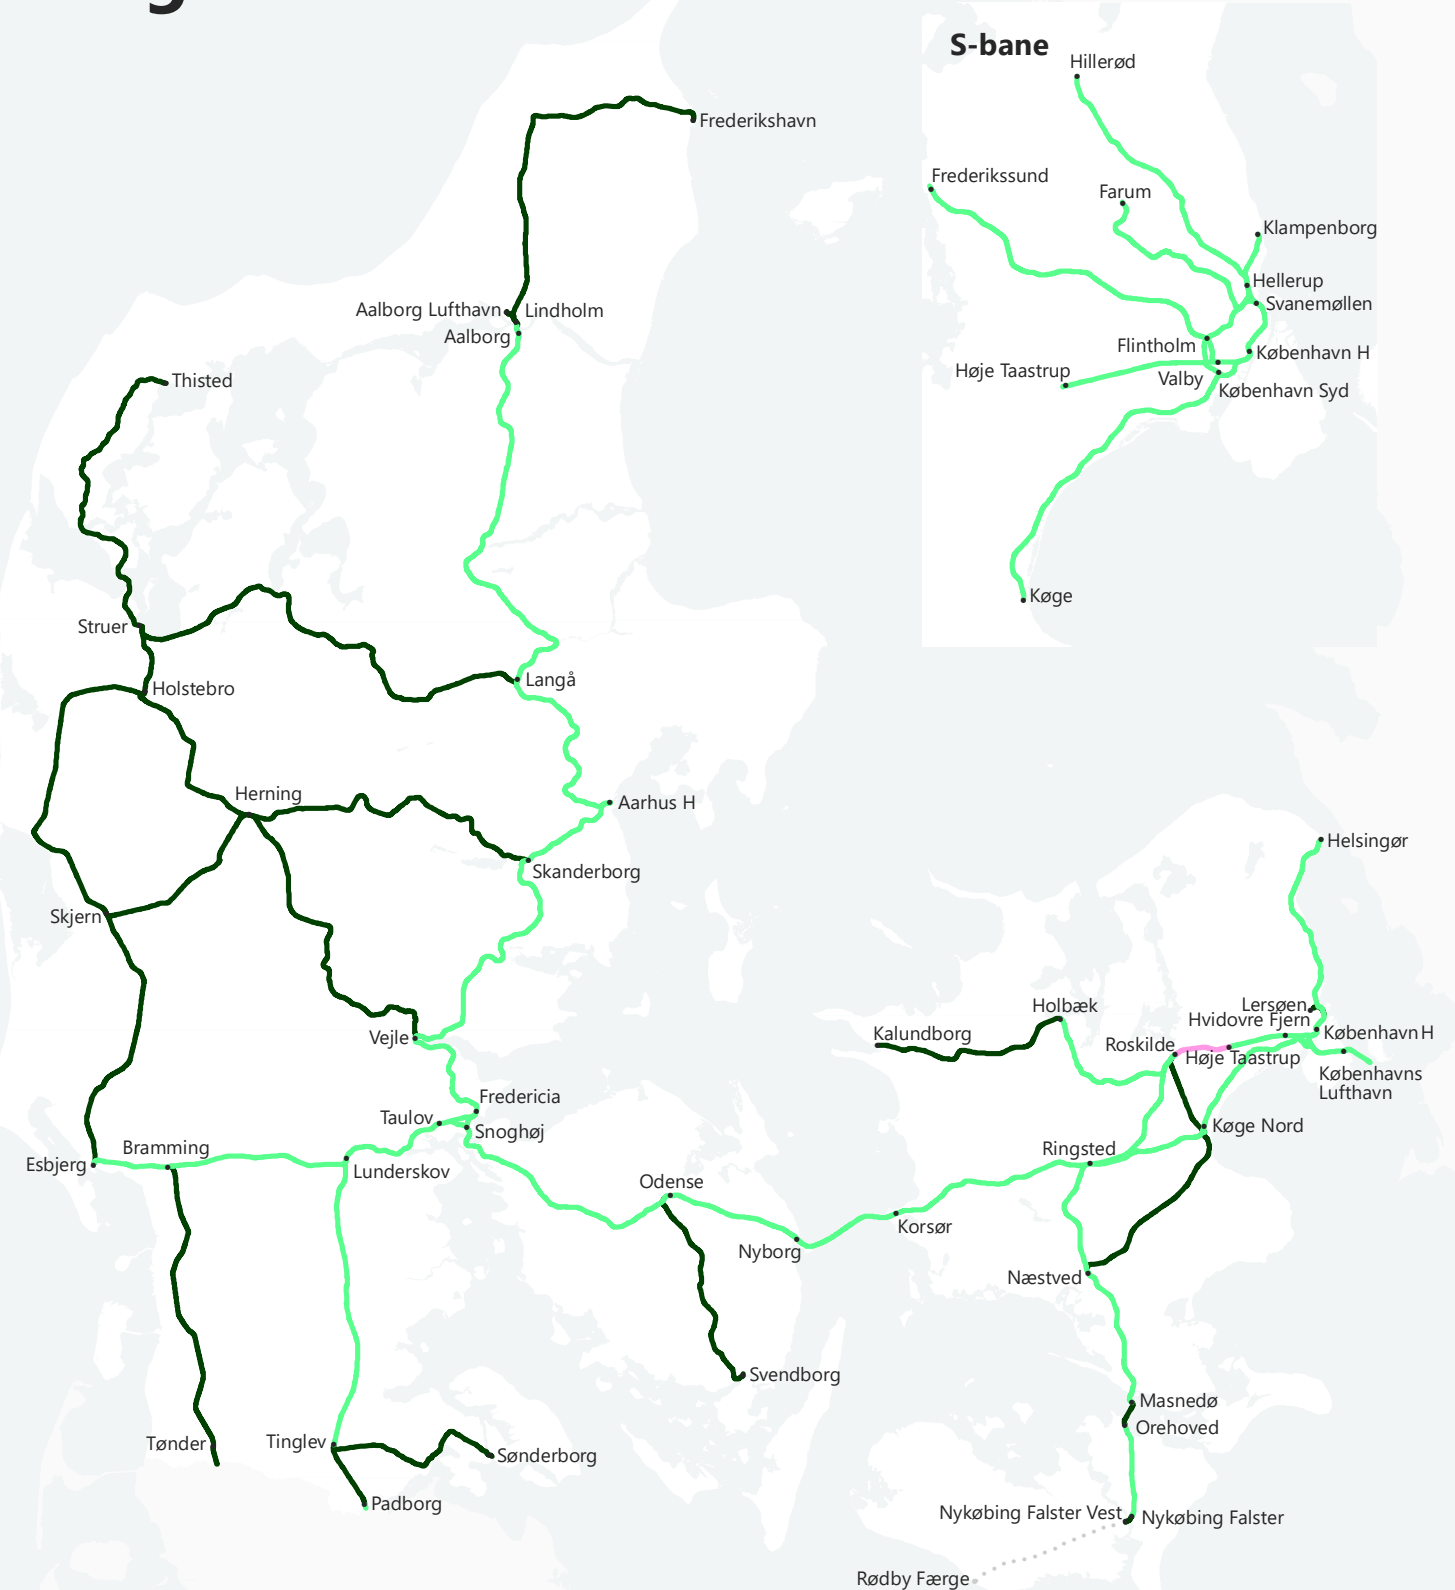 S-bane
Hillerød
Frederikshavn
Frederikssund
Farum
Klampenborg
Hellerup
Svanemøllen
Aalborg Lufthavn
Lindholm
Aalborg
Flintholm
København H
Høje Taastrup
Valby
København Syd
Thisted
Køge
Struer
Langå
Holstebro
Herning
Aarhus H
Skanderborg
Helsingør
Skjern
Lersøen
Holbæk
Hvidovre Fjern
København H
Kalundborg
Vejle
Roskilde
Høje Taastrup
Københavns
Lufthavn
Fredericia
Taulov
Snoghøj
Køge Nord
Bramming
Ringsted
Esbjerg
Lunderskov
Odense
Korsør
Nyborg
Næstved
Svendborg
Masnedø
Orehoved
Tønder
Tinglev
Sønderborg
Padborg
Nykøbing Falster Vest
Nykøbing Falster
Rødby Færge